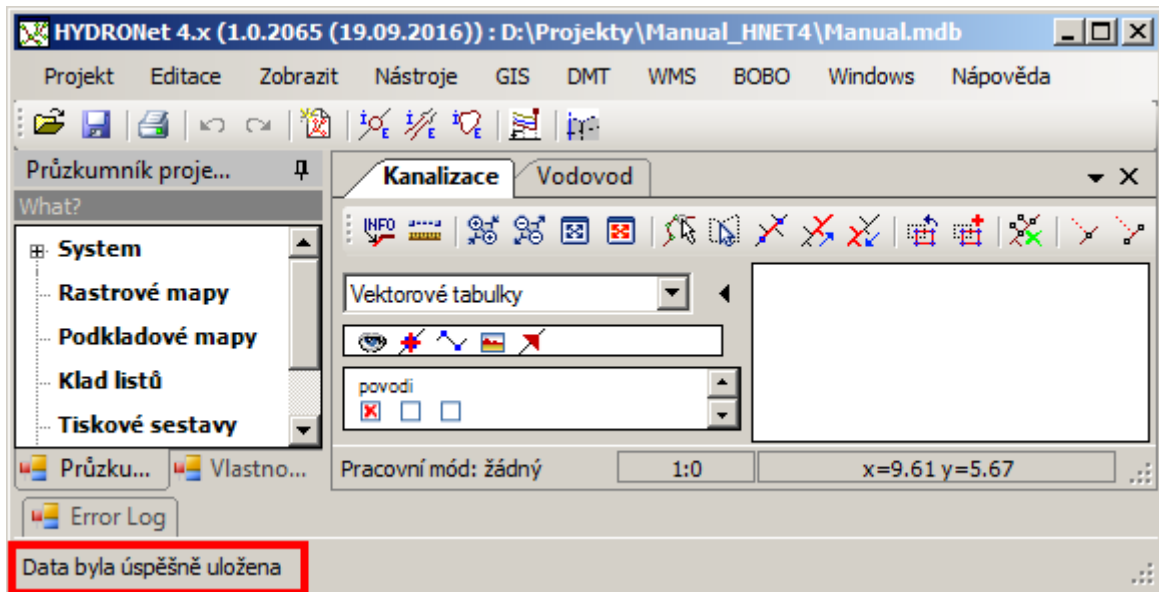 HYDRONet 4.x (1.0.2065 (19.09.2016)) : D:\Projekty\Manual_HNET4\Manual.mdb
Projekt Editace Zobrazit Nástroje GIS DMT WMS BOBO Windows Nápověda
Průzkumník proje...
What?
System
Rastrové mapy
Podkladové mapy
Klad listů
Tiskové sestavy
Průzku... Vlastno...
Kanalizace Vodovod
INFO
Vektorové tabulky
povodi
Pracovní mód: žádný 1:0 x=9.61 y=5.67
Error Log
Data byla úspěšně uložena